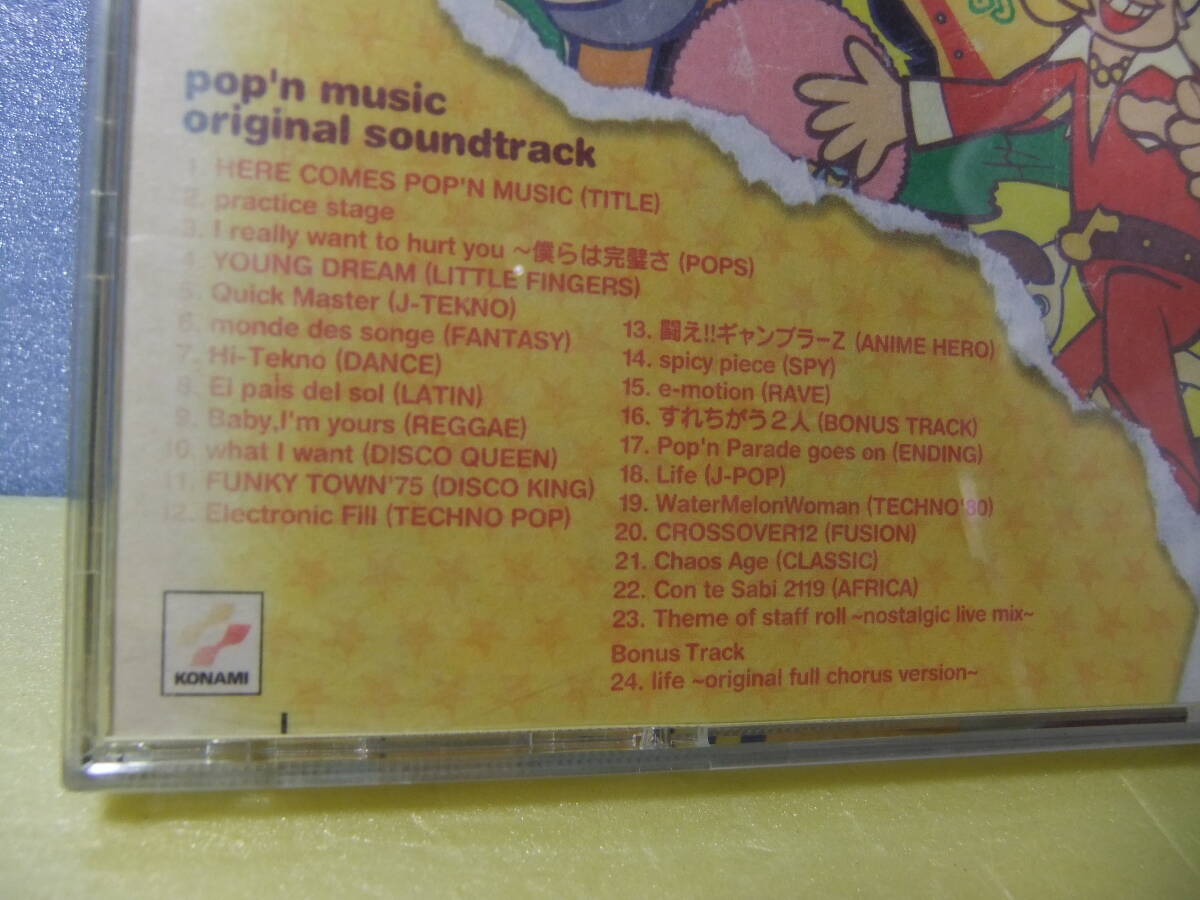 pop'n music
original soundtrack
1. HERE COMES POP'N MUSIC (TITLE)
2. practice stage
3. I really want to hurt you ～僕らは完璧さ (POPS)
4. YOUNG DREAM (LITTLE FINGERS)
5. Quick Master (J-TEKNO)
6. monde des songe (FANTASY)
7. Hi-Tekno (DANCE)
8. El pais del sol (LATIN)
9. Baby,I'm yours (REGGAE)
10. what I want (DISCO QUEEN)
11. FUNKY TOWN'75 (DISCO KING)
12. Electronic Fill (TECHNO POP)
13. 闘え!!ギャンブラーZ (ANIME HERO)
14. spicy piece (SPY)
15. e-motion (RAVE)
16. すれちがう2人 (BONUS TRACK)
17. Pop'n Parade goes on (ENDING)
18. Life (J-POP)
19. WaterMelonWoman (TECHNO'80)
20. CROSSOVER12 (FUSION)
21. Chaos Age (CLASSIC)
22. Con te Sabi 2119 (AFRICA)
23. Theme of staff roll ~nostalgic live mix~
Bonus Track
24. life ~original full chorus version~
KONAMI